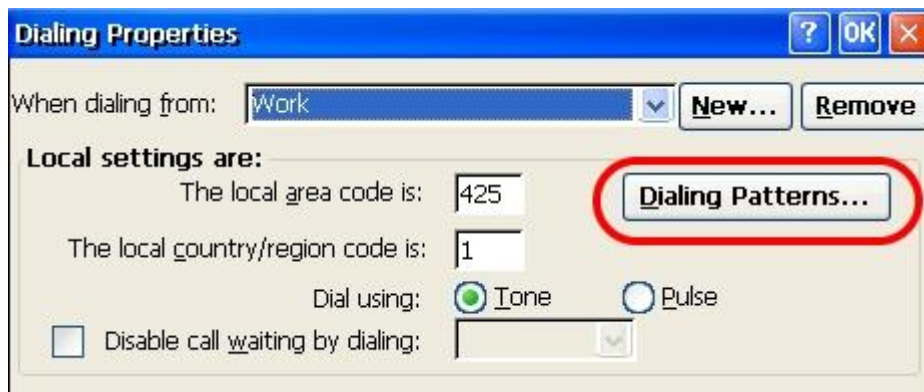 Dialing Properties ? OK ×
When dialing from: Work New... Remove
Local settings are:
The local area code is: 425 Dialing Patterns...
The local country/region code is: 1
Dial using: Tone Pulse
Disable call waiting by dialing: